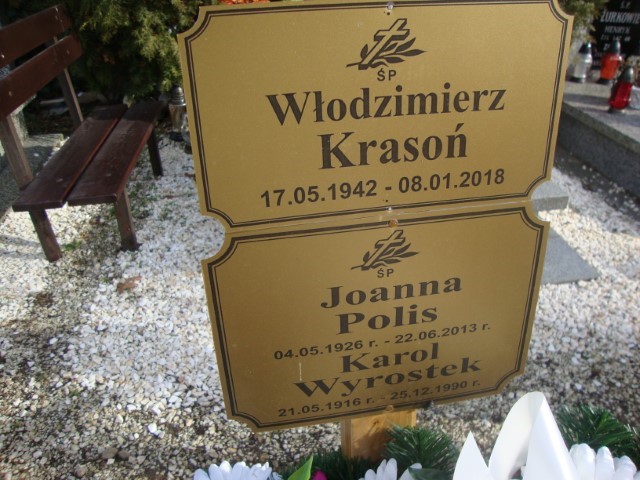 ŚP
Włodzimierz
Krasoń
17.05.1942 - 08.01.2018
ŚP
Joanna
Polis
04.05.1926 r. - 22.06.2013 r.
Karol
Wyrostek
21.05.1916 r. - 25.12.1990 r.
Ś.P.
HENRYK